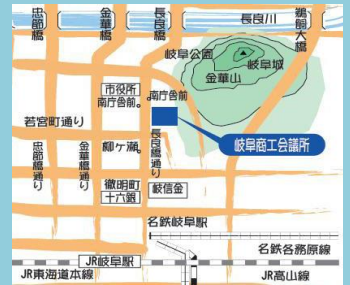 忠節橋
金華橋
長良橋
長良川
鵜飼大橋
岐阜公園
岐阜城
金華山
市役所
南庁舎前
南庁舎前
若宮町通り
柳ヶ瀬
岐阜商工会議所
忠節橋通り
金華橋通り
長良橋通り
徹明町
十六銀
岐信金
名鉄岐阜駅
名鉄各務原線
JR岐阜駅
JR東海道本線
JR高山線